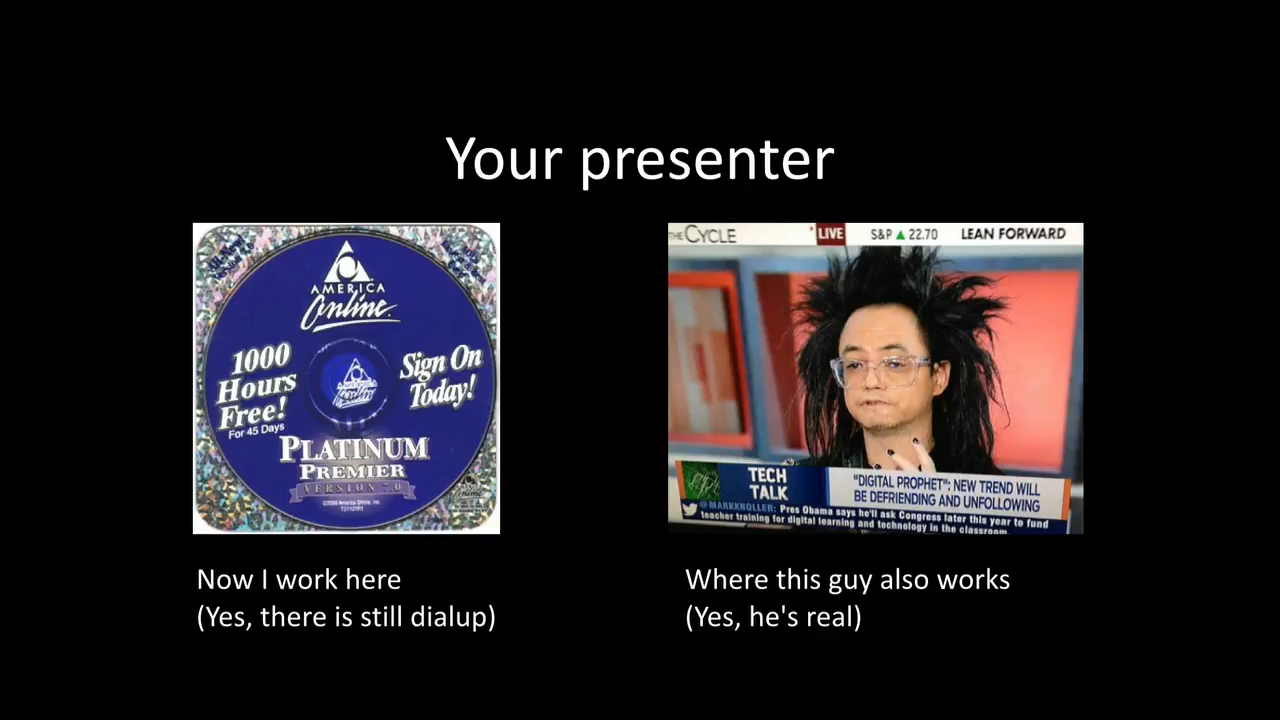 Your presenter
AMERICA
Online
1000
Hours
Free!
For 45 Days
Sign On
Today!
AMERICA
Online
PLATINUM
PREMIER
VERSION 7.0
THE CYCLE
LIVE
S&P ▲ 22.70
LEAN FORWARD
TECH
TALK
"DIGITAL PROPHET": NEW TREND WILL
BE DEFRIENDING AND UNFOLLOWING
@MARKKNOLLER: Pres Obama says he'll ask Congress later this year to fund
teacher training for digital learning and technology in the classroom.
Now I work here
(Yes, there is still dialup)
Where this guy also works
(Yes, he's real)